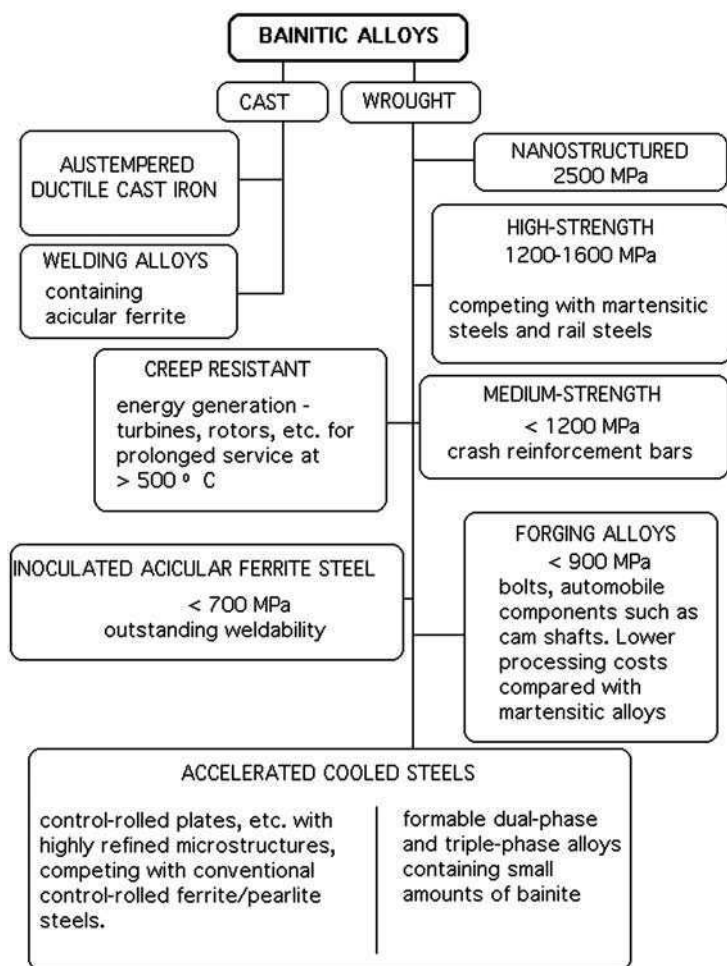 BAINITIC ALLOYS
CAST
WROUGHT
AUSTEMPERED
DUCTILE CAST IRON
NANOSTRUCTURED
2500 MPa
WELDING ALLOYS
containing
acicular ferrite
HIGH-STRENGTH
1200-1600 MPa
competing with martensitic
steels and rail steels
CREEP RESISTANT
energy generation -
turbines, rotors, etc. for
prolonged service at
> 500 º C
MEDIUM-STRENGTH
< 1200 MPa
crash reinforcement bars
INOCULATED ACICULAR FERRITE STEEL
< 700 MPa
outstanding weldability
FORGING ALLOYS
< 900 MPa
bolts, automobile
components such as
cam shafts. Lower
processing costs
compared with
martensitic alloys
ACCELERATED COOLED STEELS
control-rolled plates, etc. with
highly refined microstructures,
competing with conventional
control-rolled ferrite/pearlite
steels.
formable dual-phase
and triple-phase alloys
containing small
amounts of bainite